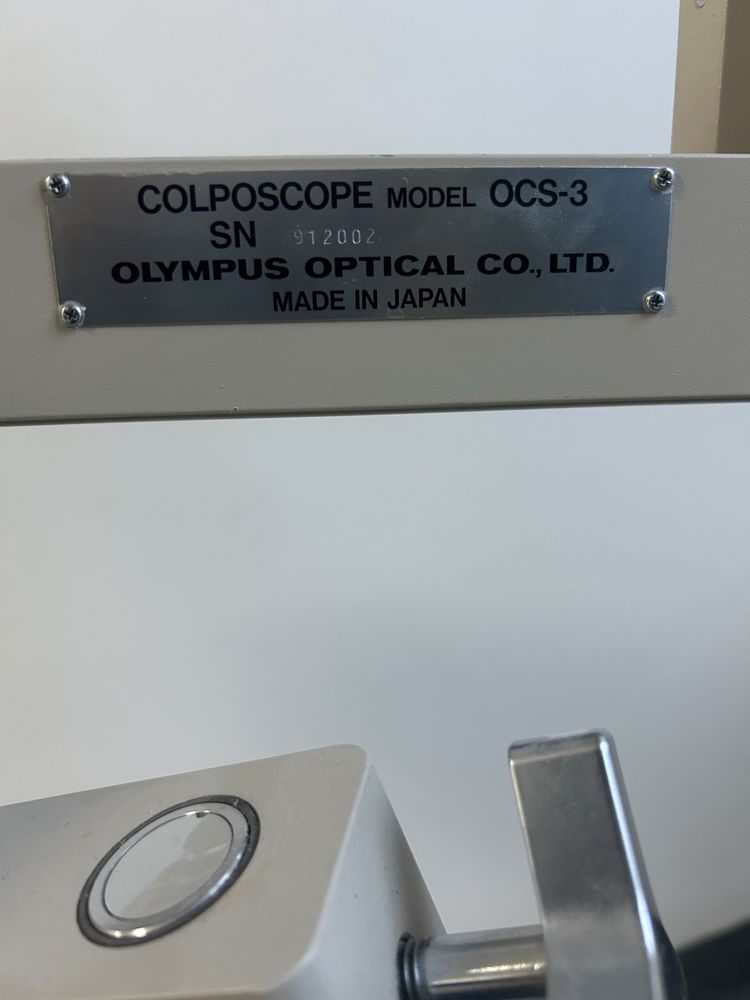 COLPOSCOPE MODEL OCS-3
SN 912002
OLYMPUS OPTICAL CO., LTD.
MADE IN JAPAN